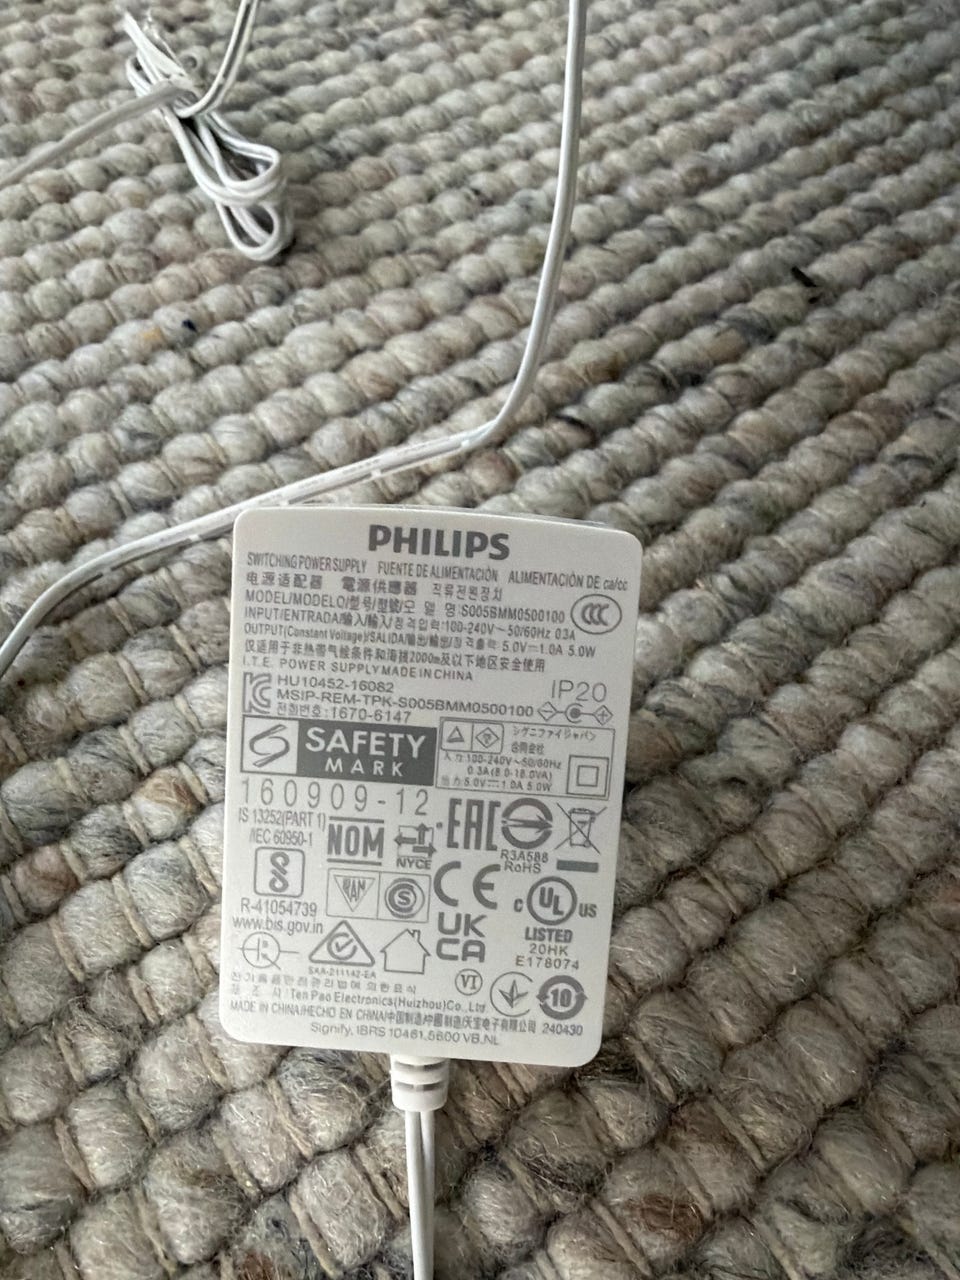 PHILIPS
SWITCHING POWER SUPPLY FUENTE DE ALIMENTACIÓN ALIMENTACIÓN DE ca/cc
电源适配器 電源供應器 직류전원장치
MODEL/MODELO/型号/型號/모 델 명:S005BMM0500100
INPUT/ENTRADA/输入/輸入/정격입력:100-240V~50/60Hz 0.3A
OUTPUT(Constant Voltage)/SALIDA/输出/輸出/정격출력: 5.0V⎓1.0A 5.0W
仅适用于非热带气候条件和海拔2000m及以下地区安全使用
I.T.E. POWER SUPPLY MADE IN CHINA
CCC
HU10452-16082
MSIP-REM-TPK-S005BMM0500100
전화번호:1670-6147
IP20
SAFETY
MARK
シグニファイジャパン
合同会社
入力:100-240V~50/60Hz
0.3A(8.0-18.0VA)
出力:5.0V⎓1.0A 5.0W
PS
E
160909-12
IS 13252(PART 1)
/IEC 60950-1
NOM
NYCE
EAC
R3A588
RoHS
R-41054739
www.bis.gov.in
IRAM
S
CE
c UL US
LISTED
20HK
E178074
UK
CA
SAA-211142-EA
VI
10
제 조 사:Ten Pao Electronics(Huizhou)Co., Ltd.
MADE IN CHINA/HECHO EN CHINA/中国制造/中國製造/天宝电子有限公司 240430
Signify, IBRS 10461,5600 VB,NL